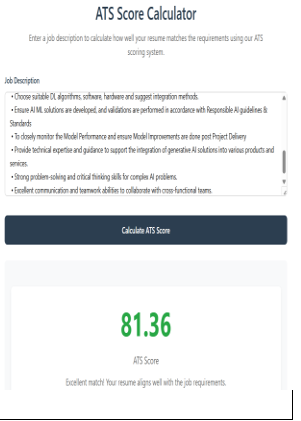 ATS Score Calculator
Enter a job description to calculate how well your resume matches the requirements using our ATS
scoring system.
Job Description
• Choose suitable DL algorithms, software, hardware and suggest integration methods.
• Ensure AI ML solutions are developed, and validations are performed in accordance with Responsible AI guidelines &
Standards
• To closely monitor the Model Performance and ensure Model Improvements are done post Project Delivery
• Provide technical expertise and guidance to support the integration of generative AI solutions into various products and
services.
• Strong problem-solving and critical thinking skills for complex AI problems.
• Excellent communication and teamwork abilities to collaborate with cross-functional teams.
Calculate ATS Score
81.36
ATS Score
Excellent match! Your resume aligns well with the job requirements.